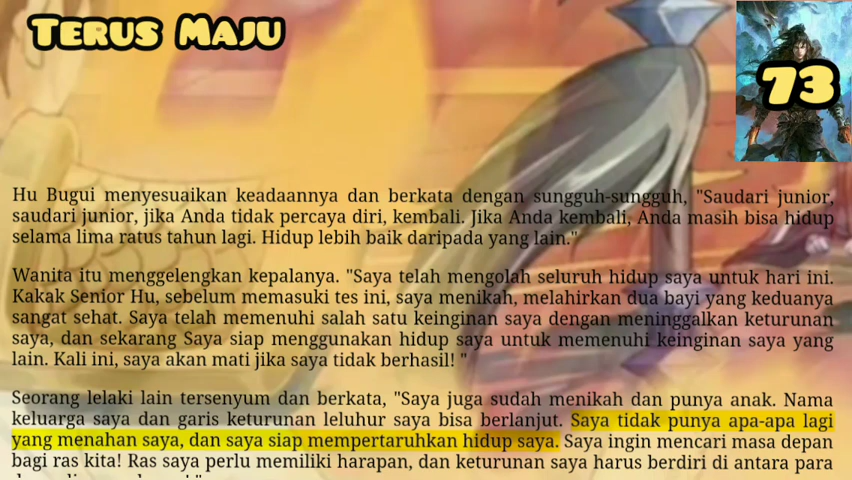 Terus Maju
73
Hu Bugui menyesuaikan keadaannya dan berkata dengan sungguh-sungguh, "Saudari junior,
saudari junior, jika Anda tidak percaya diri, kembali. Jika Anda kembali, Anda masih bisa hidup
selama lima ratus tahun lagi. Hidup lebih baik daripada yang lain."
Wanita itu menggelengkan kepalanya. "Saya telah mengolah seluruh hidup saya untuk hari ini.
Kakak Senior Hu, sebelum memasuki tes ini, saya menikah, melahirkan dua bayi yang keduanya
sangat sehat. Saya telah memenuhi salah satu keinginan saya dengan meninggalkan keturunan
saya, dan sekarang Saya siap menggunakan hidup saya untuk memenuhi keinginan saya yang
lain. Kali ini, saya akan mati jika saya tidak berhasil! "
Seorang lelaki lain tersenyum dan berkata, "Saya juga sudah menikah dan punya anak. Nama
keluarga saya dan garis keturunan leluhur saya bisa berlanjut. Saya tidak punya apa-apa lagi
yang menahan saya, dan saya siap mempertaruhkan hidup saya. Saya ingin mencari masa depan
bagi ras kita! Ras saya perlu memiliki harapan, dan keturunan saya harus berdiri di antara para